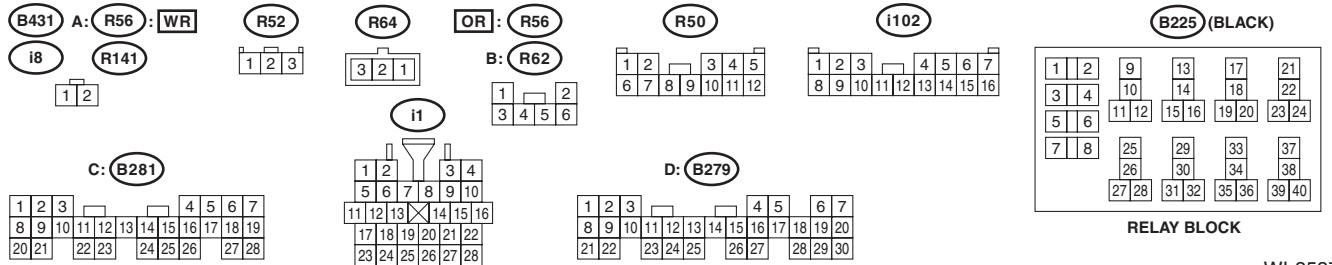 B431 A: R56 : WR R52 R64 OR : R56 R50 i102 B225 (BLACK)
i8 R141 B: R62
1 2 3
3 2 1
1 2 3 4 5
6 7 8 9 10 11 12
1 2 3 4 5 6 7
8 9 10 11 12 13 14 15 16
1 2
1 2
3 4 5 6
i1
1 2 3 4
5 6 7 8 9 10
11 12 13 14 15 16
17 18 19 20 21 22
23 24 25 26 27 28
C: B281
1 2 3 4 5 6 7
8 9 10 11 12 13 14 15 16 17 18 19
20 21 22 23 24 25 26 27 28
D: B279
1 2 3 4 5 6 7
8 9 10 11 12 13 14 15 16 17 18 19 20
21 22 23 24 25 26 27 28 29 30
1 2 9 13 17 21
3 4 10 14 18 22
5 6 11 12 15 16 19 20 23 24
7 8 25 29 33 37
26 30 34 38
27 28 31 32 35 36 39 40
RELAY BLOCK